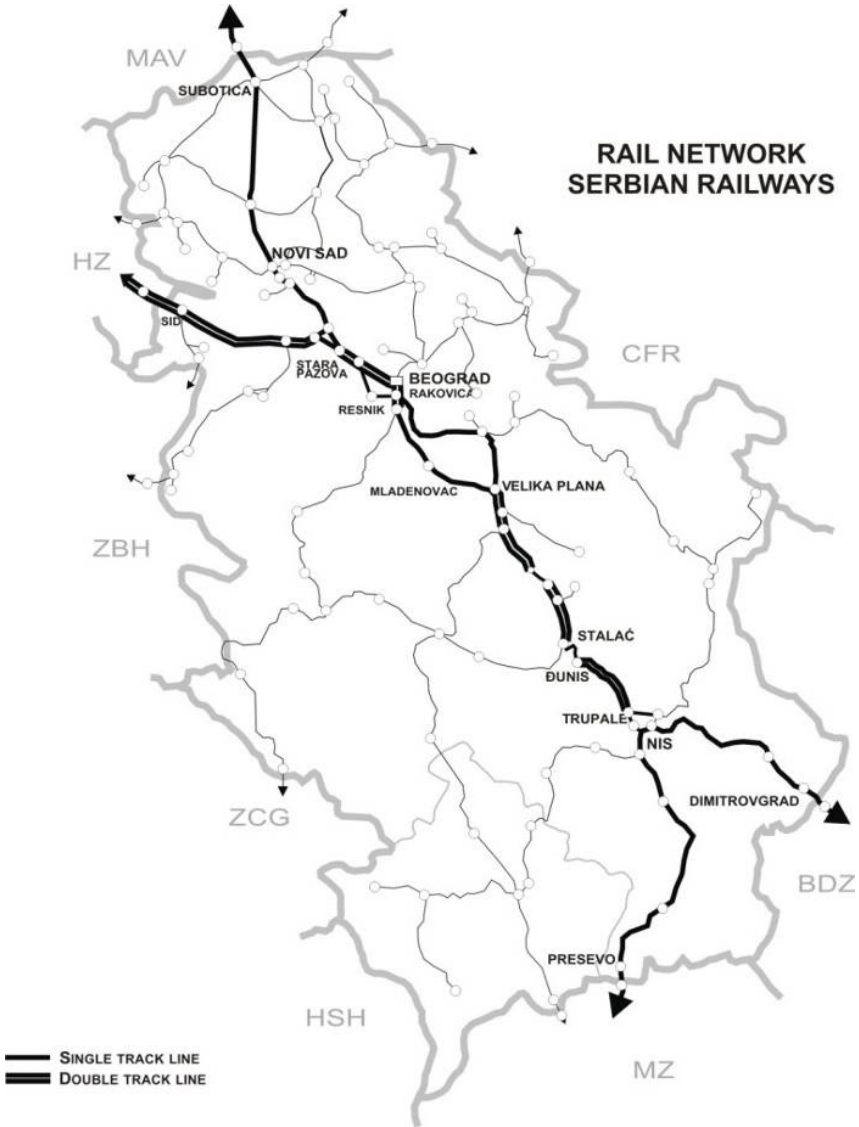 MAV
SUBOTICA
RAIL NETWORK
SERBIAN RAILWAYS
HZ
NOVI SAD
SID
STARA
PAZOVA
BEOGRAD
RAKOVICA
RESNIK
CFR
MLADENOVAC
VELIKA PLANA
ZBH
STALAĆ
ĐUNIS
TRUPALE
NIS
ZCG
DIMITROVGRAD
BDZ
PRESEVO
HSH
MZ
SINGLE TRACK LINE
DOUBLE TRACK LINE